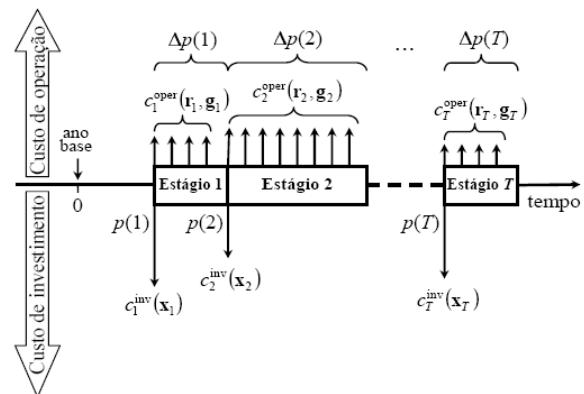 Δp(1) Δp(2) … Δp(T)
c₁^oper(r₁, g₁) c₂^oper(r₂, g₂) c_T^oper(r_T, g_T)
Custo de operação
ano
base
Estágio 1 Estágio 2 Estágio T
0 p(1) p(2) p(T) tempo
c₁^inv(x₁) c₂^inv(x₂) c_T^inv(x_T)
Custo de investimento